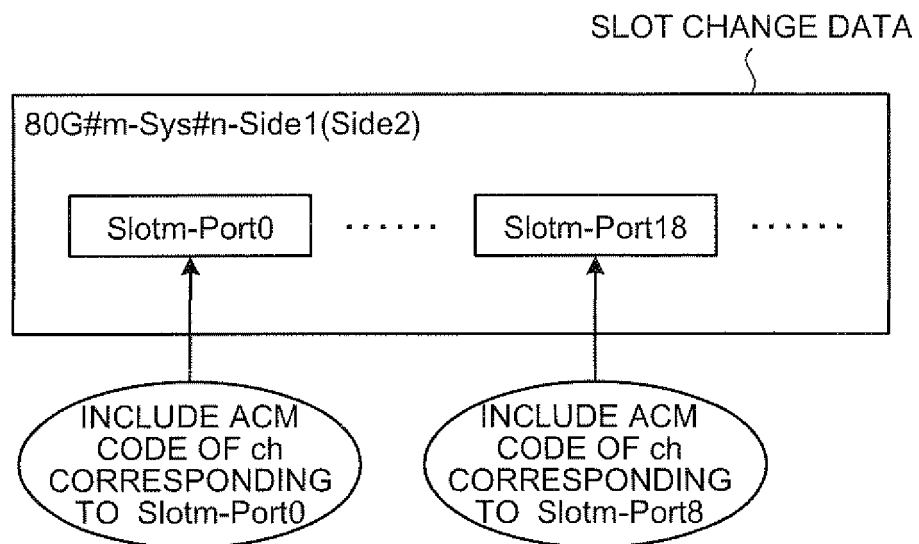 SLOT CHANGE DATA
80G#m-Sys#n-Side1(Side2)
Slotm-Port0 ...... Slotm-Port18 ......
INCLUDE ACM
CODE OF ch
CORRESPONDING
TO Slotm-Port0
INCLUDE ACM
CODE OF ch
CORRESPONDING
TO Slotm-Port8